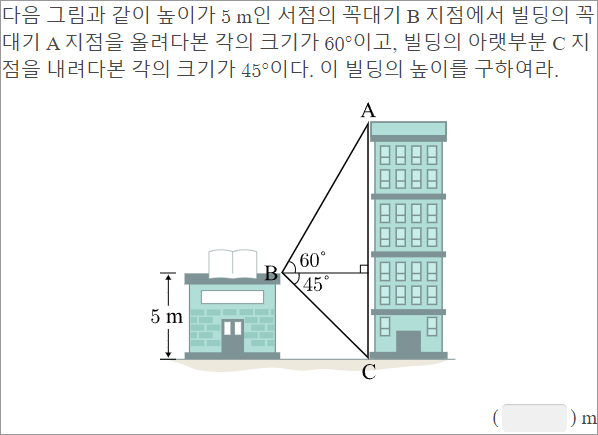 다음 그림과 같이 높이가 5 m인 서점의 꼭대기 B 지점에서 빌딩의 꼭
대기 A 지점을 올려다본 각의 크기가 60°이고, 빌딩의 아랫부분 C 지
점을 내려다본 각의 크기가 45°이다. 이 빌딩의 높이를 구하여라.
A
60°
B
45°
5 m
C
( ) m